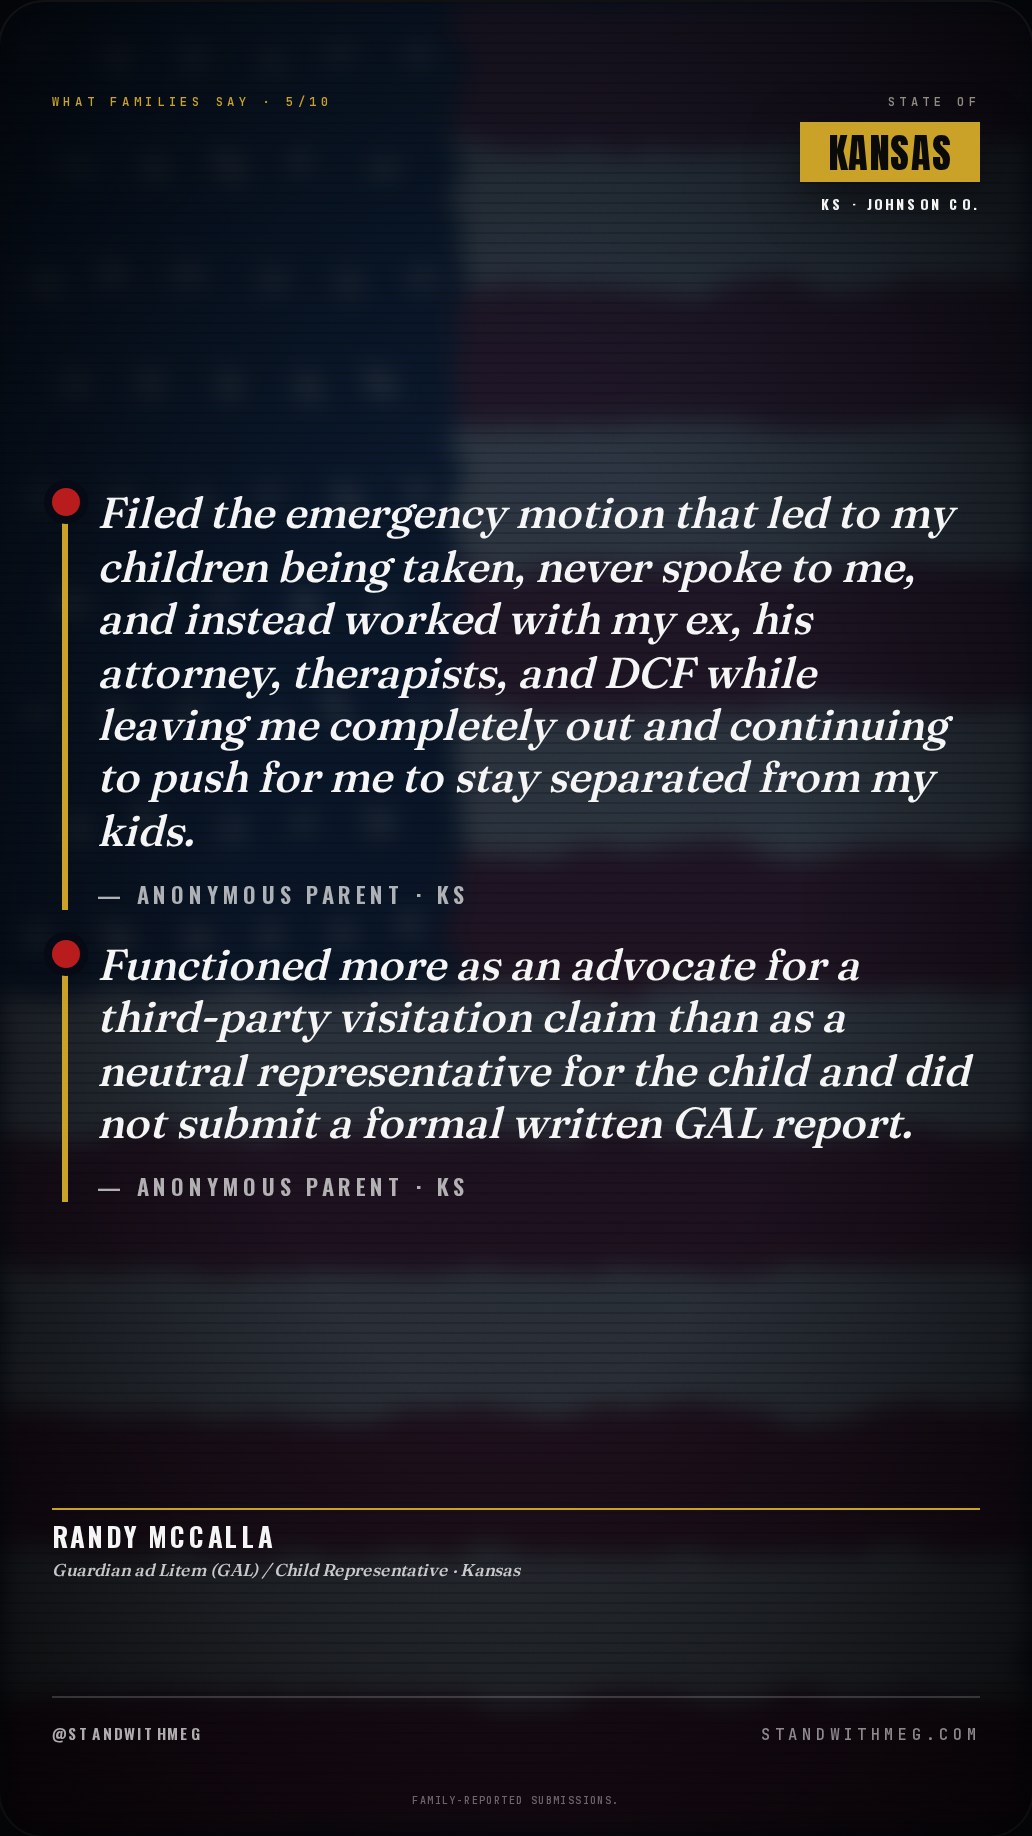 WHAT FAMILIES SAY · 5/10
STATE OF
KANSAS
KS · JOHNSON CO.
Filed the emergency motion that led to my
children being taken, never spoke to me,
and instead worked with my ex, his
attorney, therapists, and DCF while
leaving me completely out and continuing
to push for me to stay separated from my
kids.
— ANONYMOUS PARENT · KS
Functioned more as an advocate for a
third-party visitation claim than as a
neutral representative for the child and did
not submit a formal written GAL report.
— ANONYMOUS PARENT · KS
RANDY MCCALLA
Guardian ad Litem (GAL) / Child Representative · Kansas
@STANDWITHMEG
STANDWITHMEG.COM
FAMILY-REPORTED SUBMISSIONS.